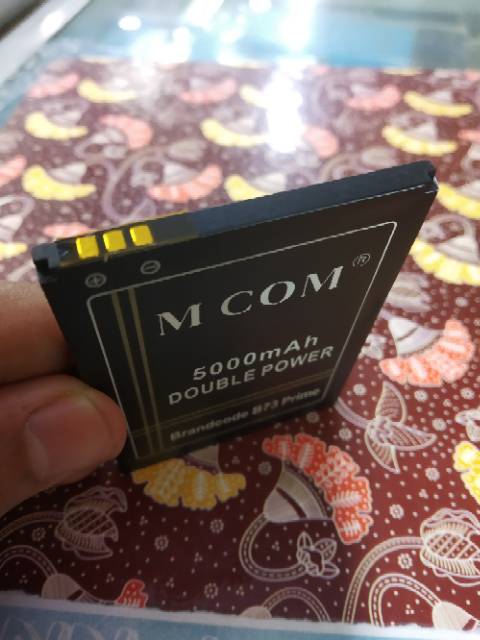 M COM ®
5000mAh
DOUBLE POWER
Brandcode B73 Prime